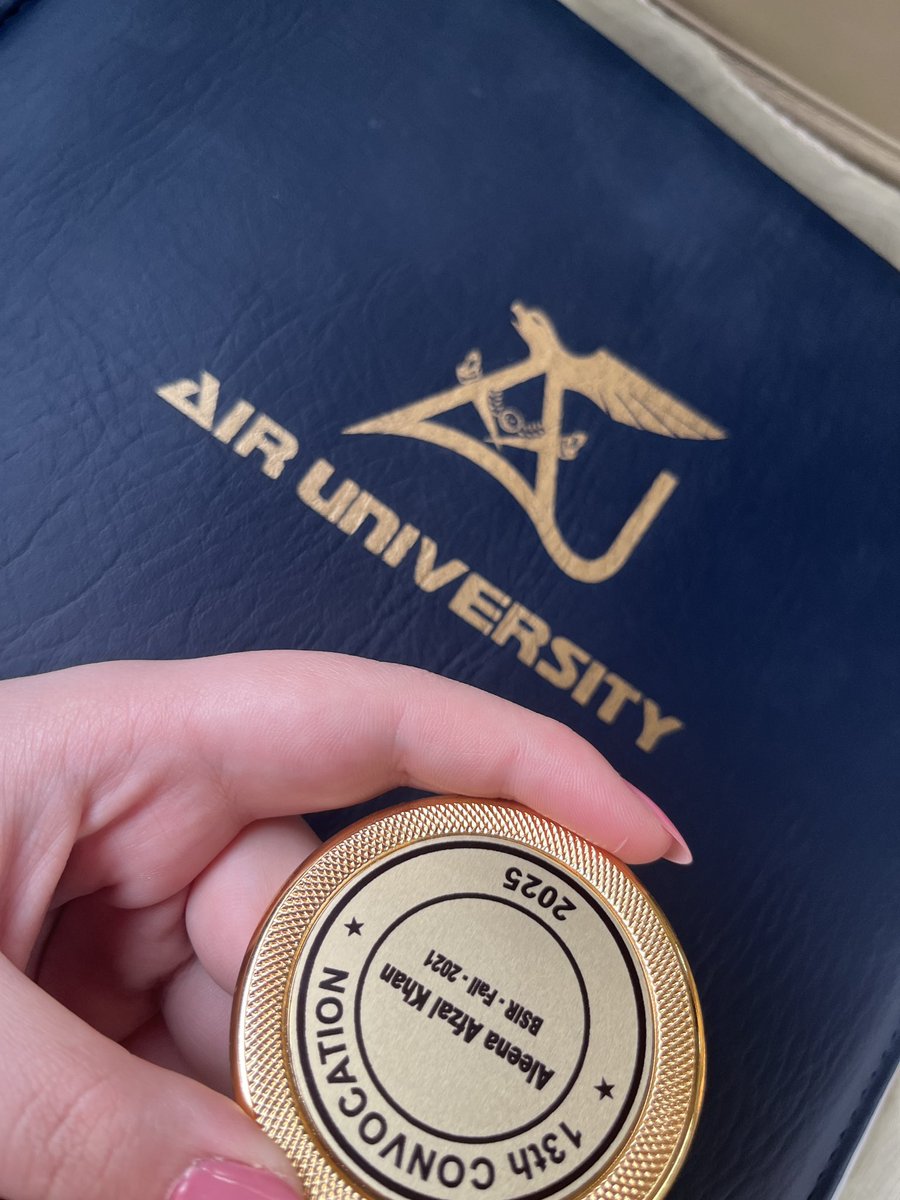 AIR UNIVERSITY
13th CONVOCATION
Aleena Afzal Khan
BSIR - Fall - 2021
2025